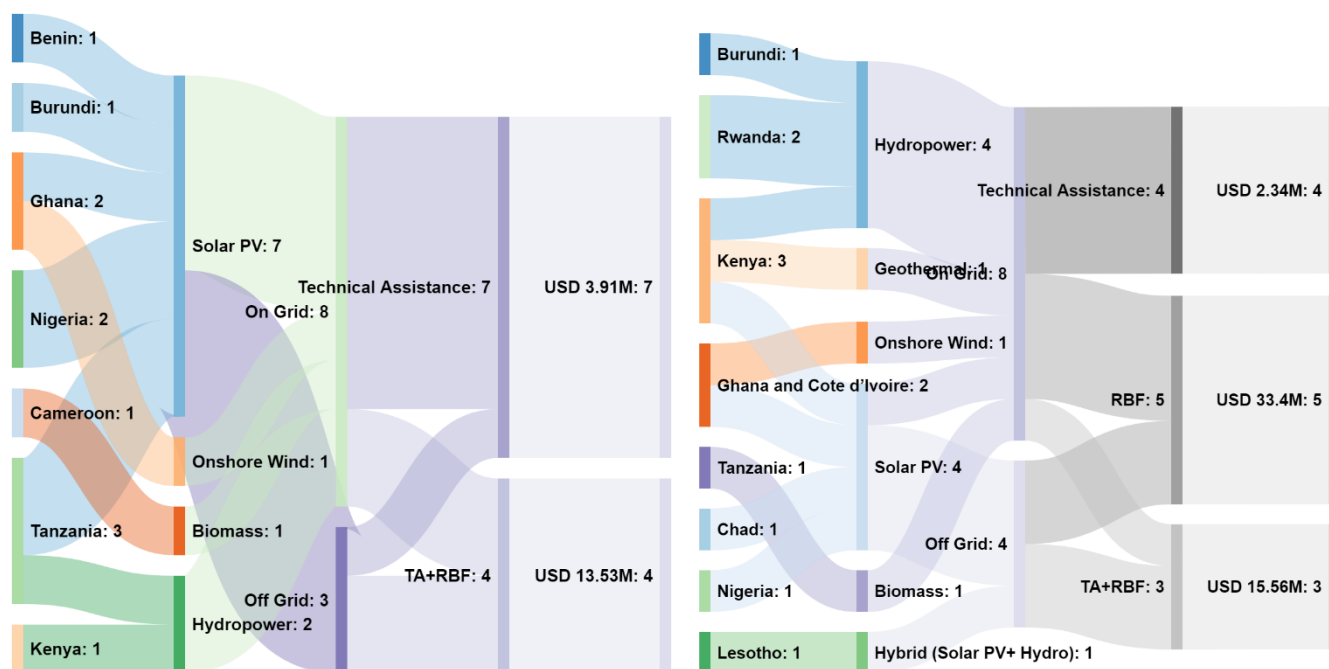 Benin: 1
Burundi: 1
Ghana: 2
Nigeria: 2
Cameroon: 1
Tanzania: 3
Kenya: 1
Solar PV: 7
Onshore Wind: 1
Biomass: 1
Hydropower: 2
On Grid: 8
Off Grid: 3
Technical Assistance: 7
TA+RBF: 4
USD 3.91M: 7
USD 13.53M: 4
Burundi: 1
Rwanda: 2
Kenya: 3
Ghana and Cote d’Ivoire: 2
Tanzania: 1
Chad: 1
Nigeria: 1
Lesotho: 1
Hydropower: 4
Geothermal: 1
Onshore Wind: 1
Solar PV: 4
Biomass: 1
Hybrid (Solar PV+ Hydro): 1
On Grid: 8
Off Grid: 4
Technical Assistance: 4
RBF: 5
TA+RBF: 3
USD 2.34M: 4
USD 33.4M: 5
USD 15.56M: 3